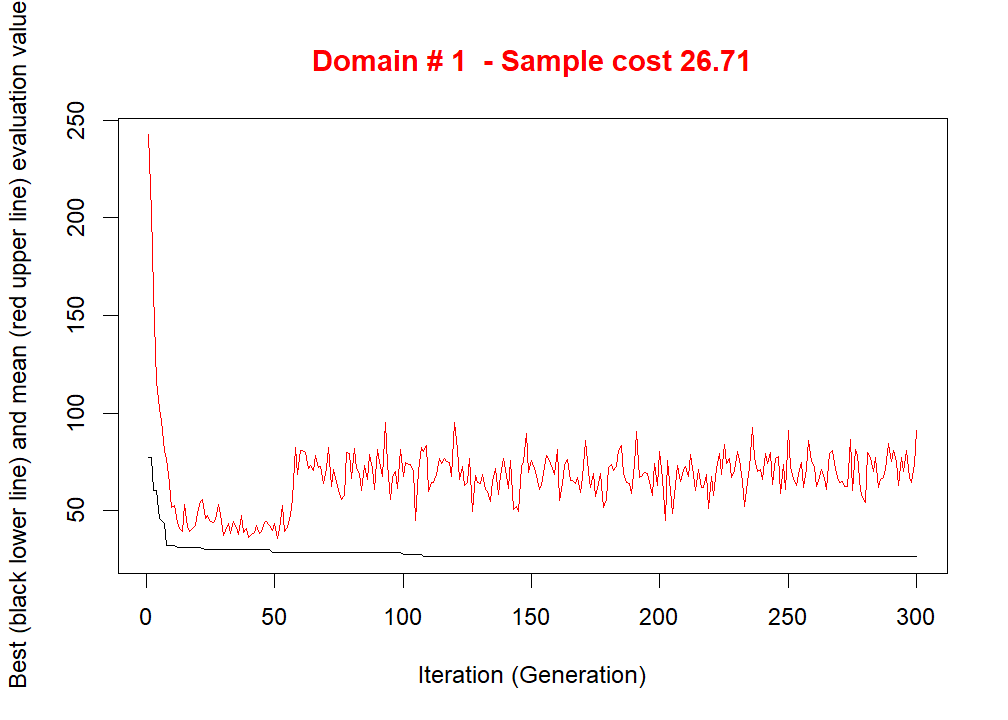 Domain # 1  - Sample cost 26.71
Best (black lower line) and mean (red upper line) evaluation value
250
200
150
100
50
0 50 100 150 200 250 300
Iteration (Generation)